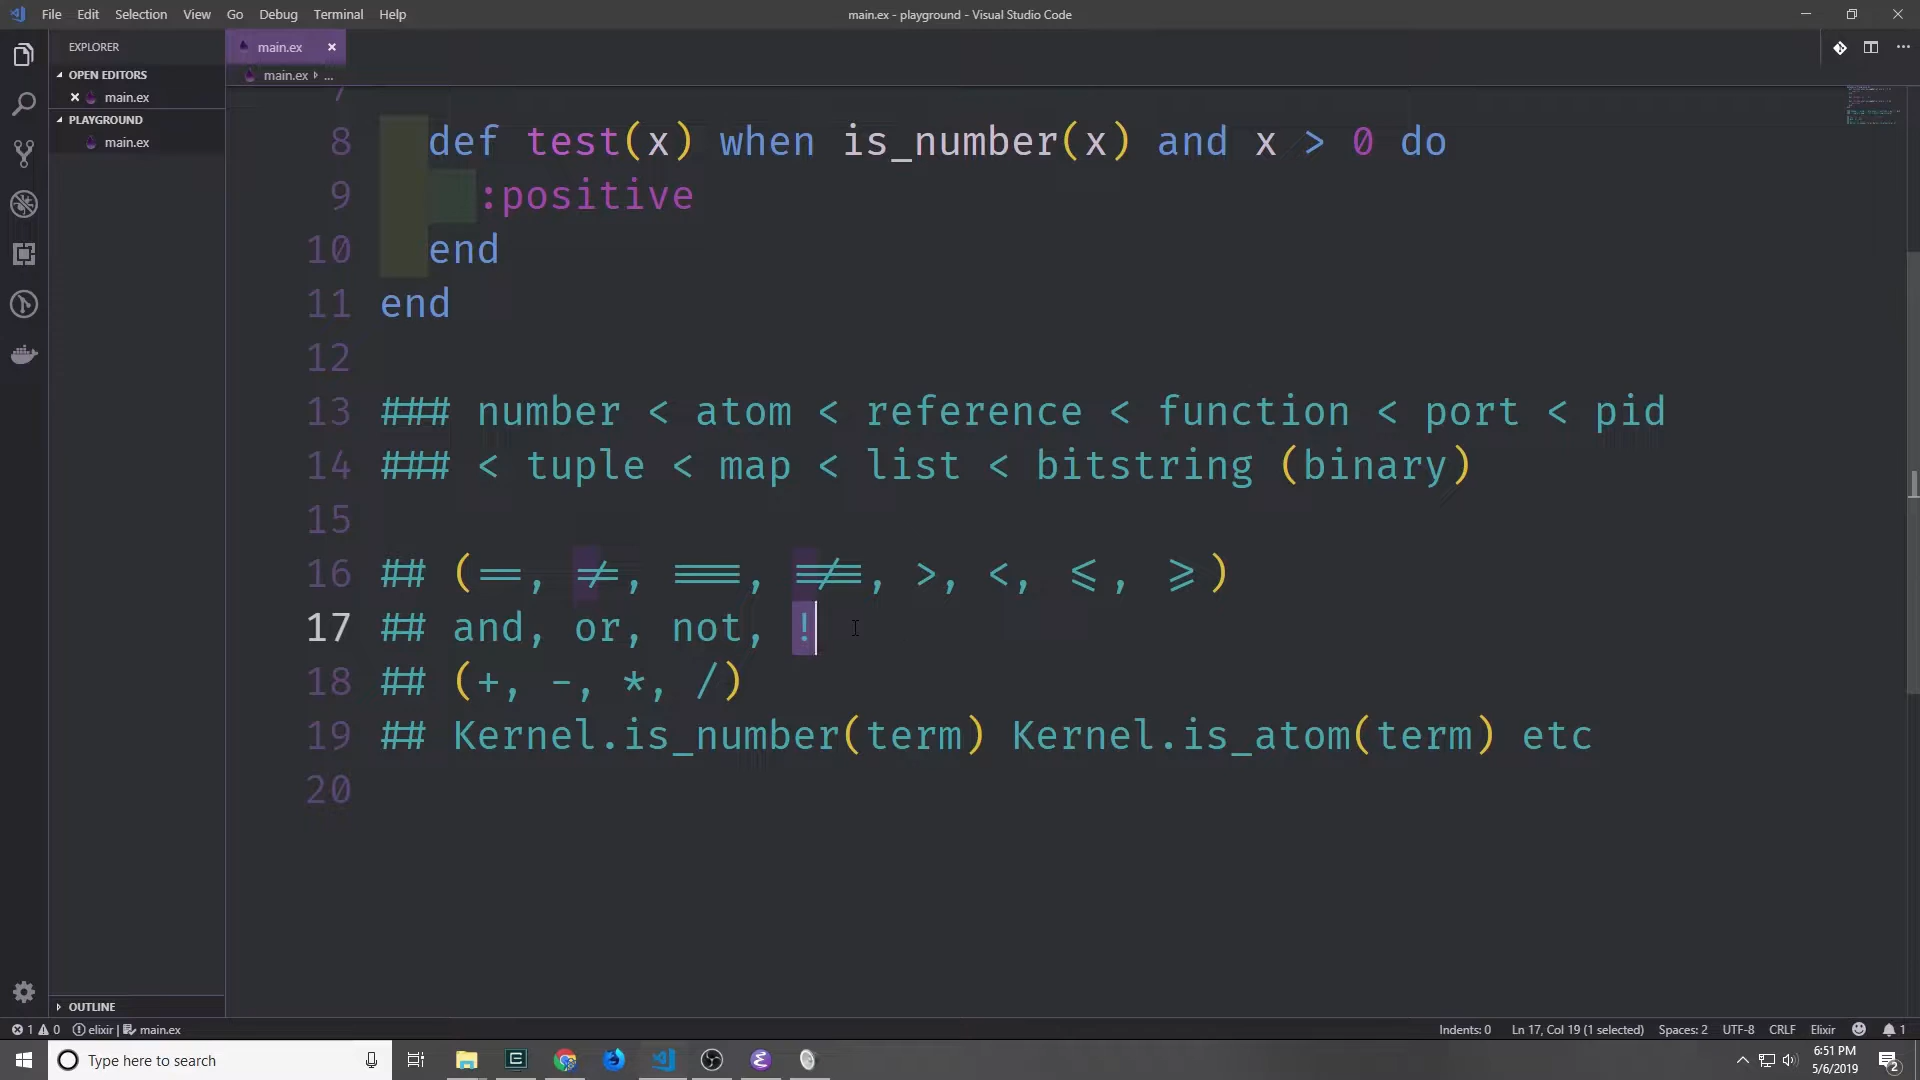 File Edit Selection View Go Debug Terminal Help
main.ex - playground - Visual Studio Code
EXPLORER
OPEN EDITORS
main.ex
PLAYGROUND
main.ex
OUTLINE
main.ex
main.ex ...
7
8 def test(x) when is_number(x) and x > 0 do
9 :positive
10 end
11 end
12
13 ### number < atom < reference < function < port < pid
14 ### < tuple < map < list < bitstring (binary)
15
16 ## (==, !=, ===, !==, >, <, <=, >=)
17 ## and, or, not, !
18 ## (+, -, *, /)
19 ## Kernel.is_number(term) Kernel.is_atom(term) etc
20
1 0 elixir | main.ex
Indents: 0 Ln 17, Col 19 (1 selected) Spaces: 2 UTF-8 CRLF Elixir 1
Type here to search
6:51 PM
5/6/2019
2